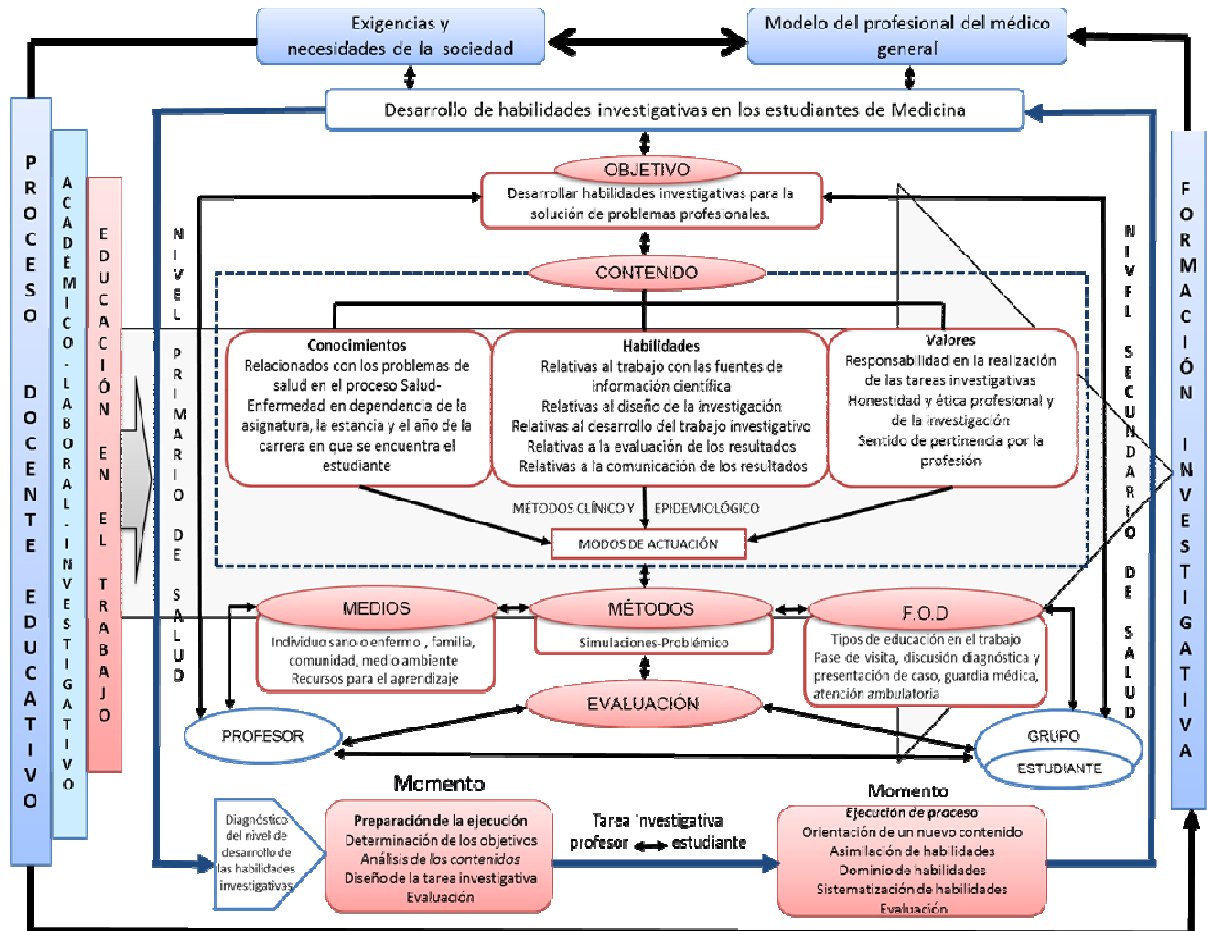 Exigencias y
necesidades de la sociedad
Modelo del profesional del médico
general
Desarrollo de habilidades investigativas en los estudiantes de Medicina
PROCESO DOCENTE EDUCATIVO
ACADÉMICO-LABORAL-INVESTIGATIVO
EDUCACIÓN EN EL TRABAJO
NIVEL PRIMARIO DE SALUD
OBJETIVO
Desarrollar habilidades investigativas para la
solución de problemas profesionales.
CONTENIDO
Conocimientos
Relacionados con los problemas de
salud en el proceso Salud-
Enfermedad en dependencia de la
asignatura, la estancia y el año de la
carrera en que se encuentra el
estudiante
Habilidades
Relativas al trabajo con las fuentes de
información científica
Relativas al diseño de la investigación
Relativas al desarrollo del trabajo investigativo
Relativas a la evaluación de los resultados
Relativas a la comunicación de los resultados
Valores
Responsabilidad en la realización
de las tareas investigativas
Honestidad y ética profesional y
de la investigación
Sentido de pertinencia por la
profesión
MÉTODOS CLÍNICO Y EPIDEMIOLÓGICO
MODOS DE ACTUACIÓN
MEDIOS
Individuo sano o enfermo , familia,
comunidad, medio ambiente
Recursos para el aprendizaje
MÉTODOS
Simulaciones-Problémico
F.O.D
Tipos de educación en el trabajo
Fase de visita, discusión diagnóstica y
presentación de caso, guardia médica,
atención ambulatoria
EVALUACIÓN
PROFESOR
GRUPO
ESTUDIANTE
NIVEL SECUNDARIO DE SALUD
FORMACIÓN INVESTIGATIVA
Diagnóstico
del nivel de
desarrollo de
las habilidades
investigativas
Momento
Preparación de la ejecución
Determinación de los objetivos
Análisis de los contenidos
Diseño de la tarea investigativa
Evaluación
Tarea investigativa
profesor estudiante
Momento
Ejecución de proceso
Orientación de un nuevo contenido
Asimilación de habilidades
Dominio de habilidades
Sistematización de habilidades
Evaluación